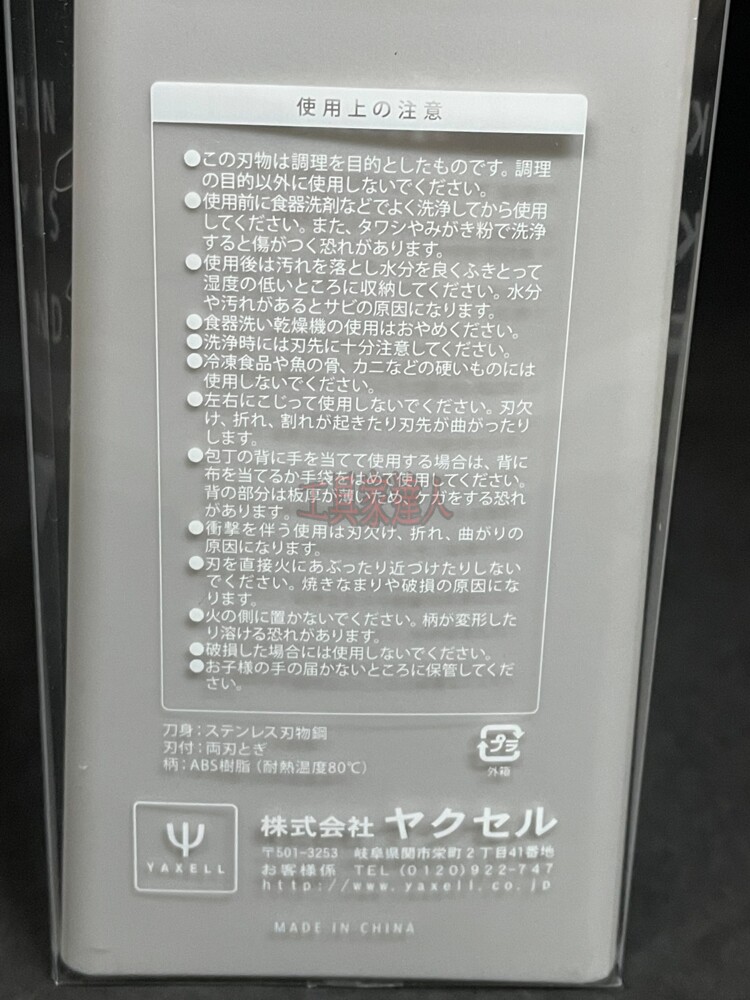 使用上の注意
●この刃物は調理を目的としたものです。調理
の目的以外に使用しないでください。
●使用前に食器洗剤などでよく洗浄してから使用
してください。また、タワシやみがき粉で洗浄
すると傷がつく恐れがあります。
●使用後は汚れを落とし水分を良くふきとって
湿度の低いところに収納してください。水分
や汚れがあるとサビの原因になります。
●食器洗い乾燥機の使用はおやめください。
●洗浄時には刃先に十分注意してください。
●冷凍食品や魚の骨、カニなどの硬いものには
使用しないでください。
●左右にこじって使用しないでください。刃欠
け、折れ、割れが起きたり刃先が曲がったり
します。
●包丁の背に手を当てて使用する場合は、背に
布を当てるか手袋をはめて使用してください。
背の部分は板厚が薄いため、ケガをする恐れ
があります。
工具家達人
●衝撃を伴う使用は刃欠け、折れ、曲がりの
原因になります。
●刃を直接火にあぶったり近づけたりしない
でください。焼きなまりや破損の原因にな
ります。
●火の側に置かないでください。柄が変形した
り溶ける恐れがあります。
●破損した場合には使用しないでください。
●お子様の手の届かないところに保管してくだ
さい。
刀身：ステンレス刃物鋼
刃付：両刃とぎ
柄：ABS樹脂（耐熱温度80℃）
プラ
外箱
YAXELL
株式会社 ヤクセル
〒501-3253 岐阜県関市栄町2丁目41番地
お客様係 TEL (0120)922-747
http://www.yaxell.co.jp
MADE IN CHINA